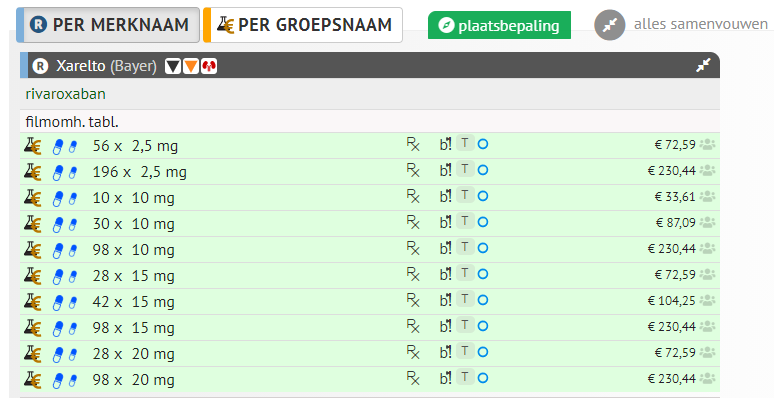 R PER MERKNAAM € PER GROEPSNAAM plaatsbepaling alles samenvouwen
R Xarelto (Bayer)
rivaroxaban
filmomh. tabl.
€ 56 x 2,5 mg Rx b! T € 72,59
€ 196 x 2,5 mg Rx b! T € 230,44
€ 10 x 10 mg Rx b! T € 33,61
€ 30 x 10 mg Rx b! T € 87,09
€ 98 x 10 mg Rx b! T € 230,44
€ 28 x 15 mg Rx b! T € 72,59
€ 42 x 15 mg Rx b! T € 104,25
€ 98 x 15 mg Rx b! T € 230,44
€ 28 x 20 mg Rx b! T € 72,59
€ 98 x 20 mg Rx b! T € 230,44